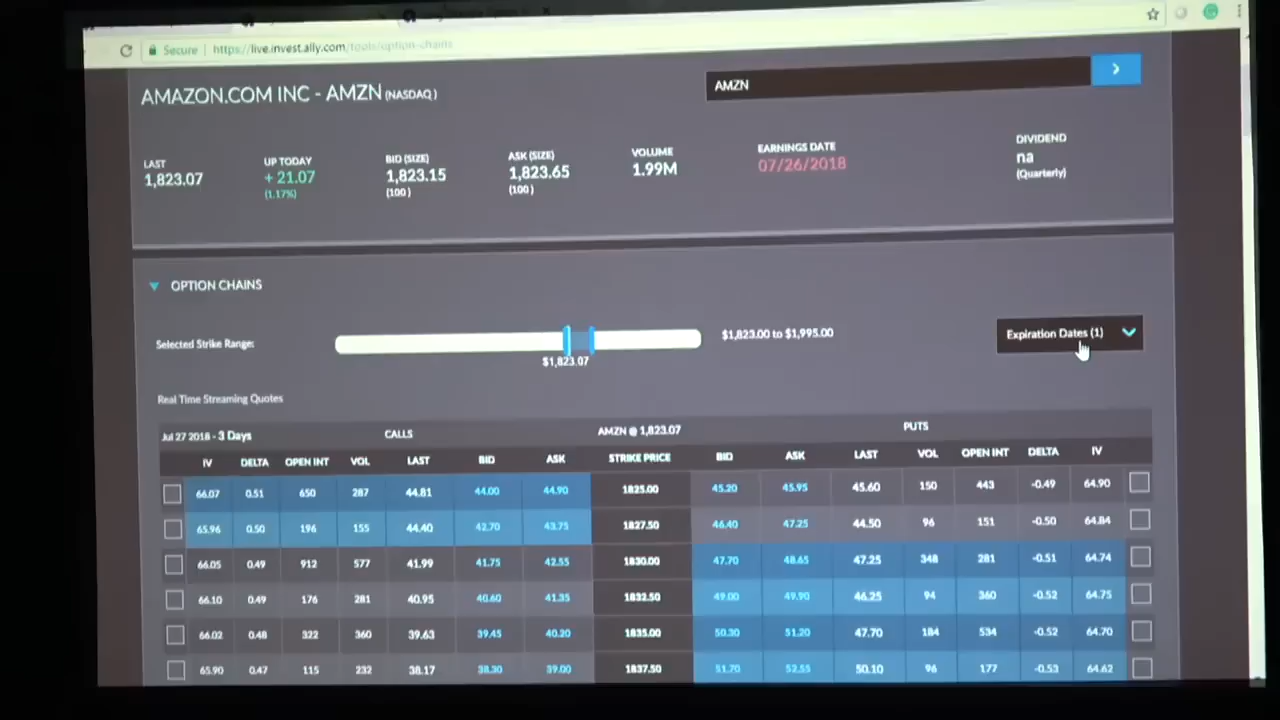 Secure | https://live.invest.ally.com/tools/option-chains
AMAZON.COM INC - AMZN (NASDAQ)
AMZN
LAST
1,823.07
UP TODAY
+ 21.07
(1.17%)
BID (SIZE)
1,823.15
(100)
ASK (SIZE)
1,823.65
(100)
VOLUME
1.99M
EARNINGS DATE
07/26/2018
DIVIDEND
na
(Quarterly)
OPTION CHAINS
Selected Strike Range:
$1,823.07
$1,823.00 to $1,995.00
Expiration Dates (1)
Real Time Streaming Quotes
Jul 27 2018 - 3 Days CALLS AMZN @ 1,823.07 PUTS
IV DELTA OPEN INT VOL LAST BID ASK STRIKE PRICE BID ASK LAST VOL OPEN INT DELTA IV
66.07 0.51 650 287 44.81 44.00 44.90 1825.00 45.20 45.95 45.60 150 443 -0.49 64.90
65.96 0.50 196 155 44.40 42.70 43.75 1827.50 46.40 47.25 44.50 96 151 -0.50 64.84
66.05 0.49 912 577 41.99 41.75 42.55 1830.00 47.70 48.65 47.25 348 281 -0.51 64.74
66.10 0.49 176 281 40.95 40.60 41.35 1832.50 49.00 49.90 46.25 94 360 -0.52 64.75
66.02 0.48 322 360 39.63 39.45 40.20 1835.00 50.30 51.20 47.70 184 534 -0.52 64.70
65.90 0.47 115 232 38.17 38.30 39.00 1837.50 51.70 52.55 50.10 96 177 -0.53 64.62